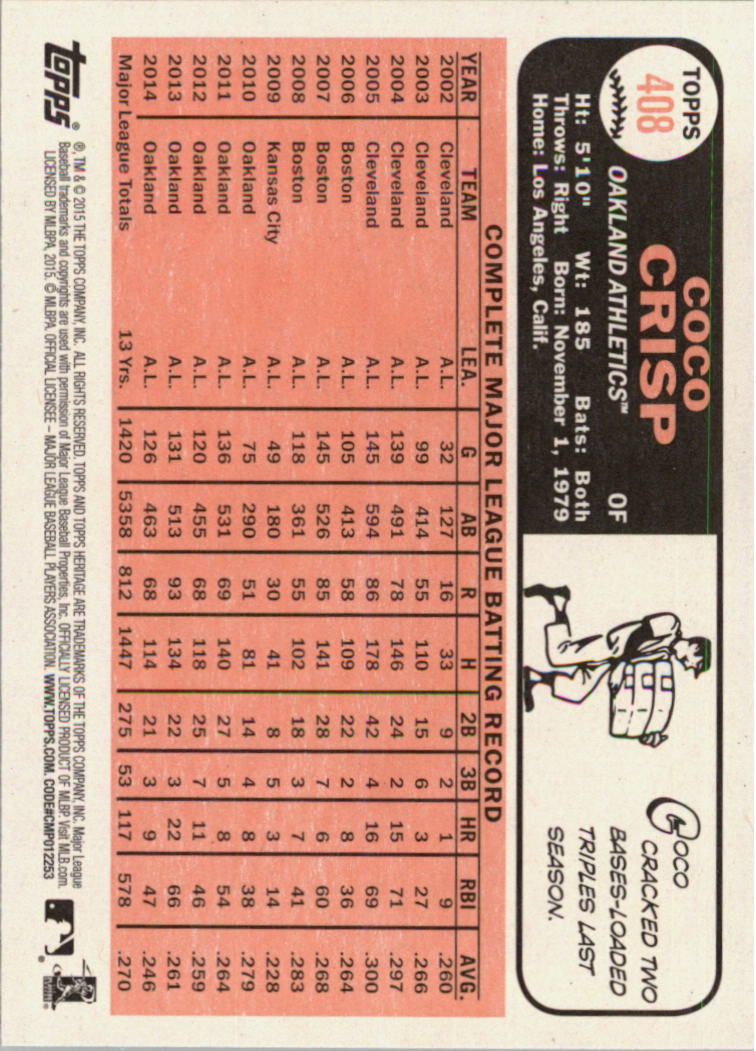 TOPPS
408
COCO
CRISP
OAKLAND ATHLETICS™ OF
Ht: 5'10" Wt: 185 Bats: Both
Throws: Right Born: November 1, 1979
Home: Los Angeles, Calif.
COCO
CRACKED TWO
BASES-LOADED
TRIPLES LAST
SEASON.
COMPLETE MAJOR LEAGUE BATTING RECORD
YEAR TEAM LEA. G AB R H 2B 3B HR RBI AVG.
2002 Cleveland A.L. 32 127 16 33 9 2 1 9 .260
2003 Cleveland A.L. 99 414 55 110 15 6 3 27 .266
2004 Cleveland A.L. 139 491 78 146 24 2 15 71 .297
2005 Cleveland A.L. 145 594 86 178 42 4 16 69 .300
2006 Boston A.L. 105 413 58 109 22 2 8 36 .264
2007 Boston A.L. 145 526 85 141 28 7 6 60 .268
2008 Boston A.L. 118 361 55 102 18 3 7 41 .283
2009 Kansas City A.L. 49 180 30 41 8 5 3 14 .228
2010 Oakland A.L. 75 290 51 81 14 4 8 38 .279
2011 Oakland A.L. 136 531 69 140 27 5 8 54 .264
2012 Oakland A.L. 120 455 68 118 25 7 11 46 .259
2013 Oakland A.L. 131 513 93 134 22 3 22 66 .261
2014 Oakland A.L. 126 463 68 114 21 3 9 47 .246
Major League Totals 13 Yrs. 1420 5358 812 1447 275 53 117 578 .270
topps®
®, TM & © 2015 THE TOPPS COMPANY, INC. ALL RIGHTS RESERVED. TOPPS AND TOPPS HERITAGE ARE TRADEMARKS OF THE TOPPS COMPANY, INC. Major League
Baseball trademarks and copyrights are used with permission of Major League Baseball Properties, Inc. OFFICIALLY LICENSED PRODUCT OF MLBP. Visit MLB.com.
LICENSED BY MLBPA, 2015. © MLBPA. OFFICIAL LICENSEE – MAJOR LEAGUE BASEBALL PLAYERS ASSOCIATION. WWW.TOPPS.COM. CODE#CMP012253